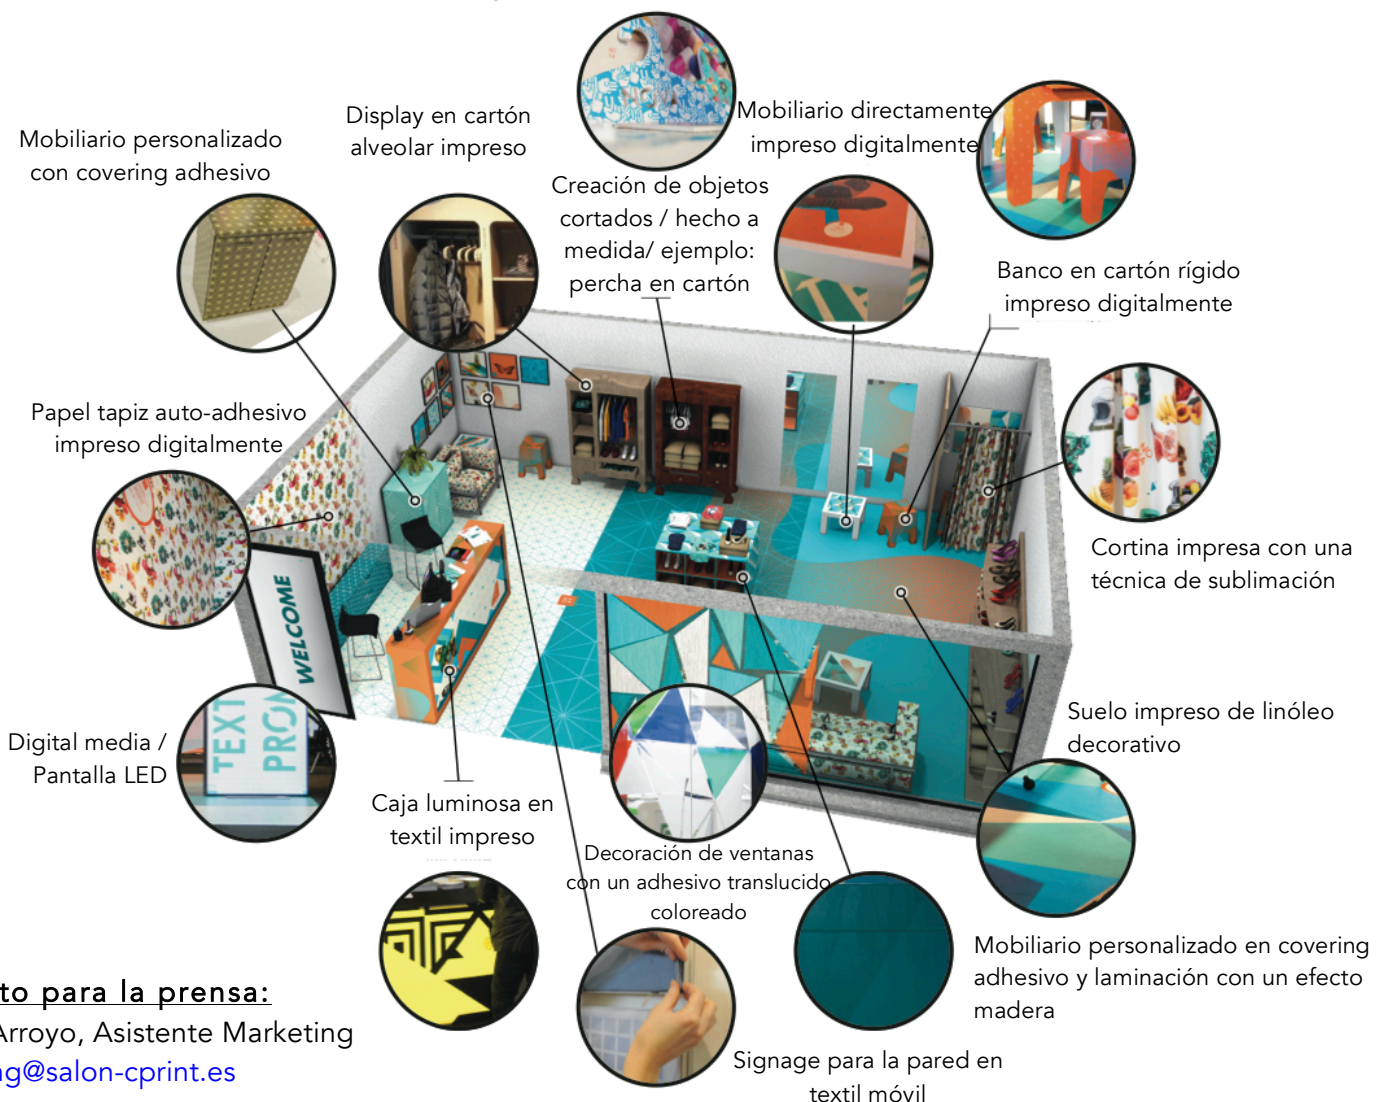 Display en cartón
alveolar impreso
Mobiliario directamente
impreso digitalmente
Mobiliario personalizado
con covering adhesivo
Creación de objetos
cortados / hecho a
medida/ ejemplo:
percha en cartón
Banco en cartón rígido
impreso digitalmente
Papel tapiz auto-adhesivo
impreso digitalmente
Cortina impresa con una
técnica de sublimación
WELCOME
Suelo impreso de linóleo
decorativo
TEXT
PROM
Digital media /
Pantalla LED
Caja luminosa en
textil impreso
Decoración de ventanas
con un adhesivo translucido
coloreado
Mobiliario personalizado en covering
adhesivo y laminación con un efecto
madera
to para la prensa:
Arroyo, Asistente Marketing
ng@salon-cprint.es
Signage para la pared en
textil móvil